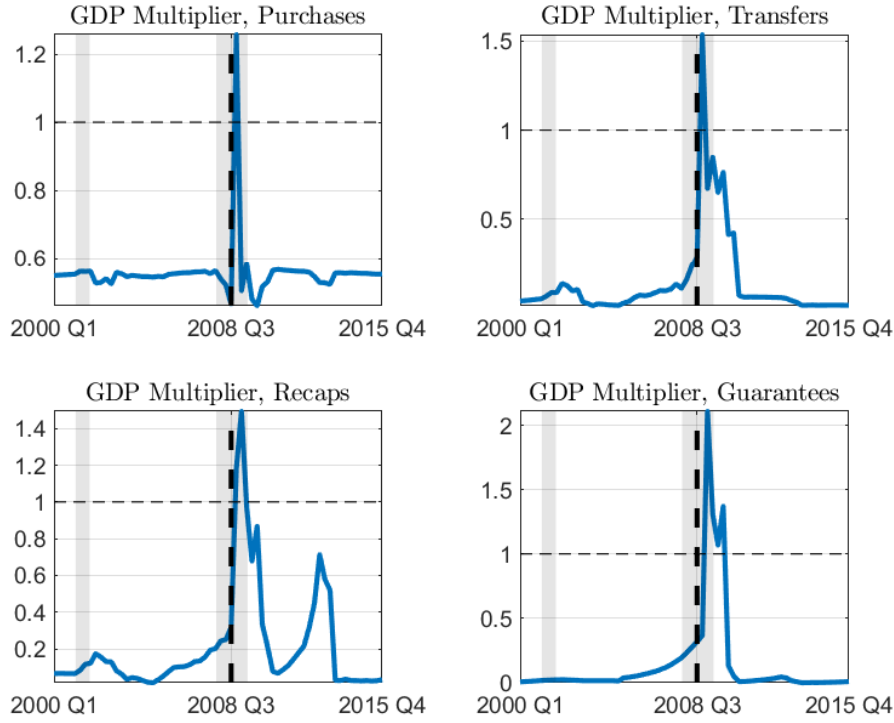 GDP Multiplier, Purchases
1.2
1
0.8
0.6
2000 Q1
2008 Q3
2015 Q4
GDP Multiplier, Transfers
1.5
1
0.5
2000 Q1
2008 Q3
2015 Q4
GDP Multiplier, Recaps
1.4
1.2
1
0.8
0.6
0.4
0.2
2000 Q1
2008 Q3
2015 Q4
GDP Multiplier, Guarantees
2
1.5
1
0.5
0
2000 Q1
2008 Q3
2015 Q4